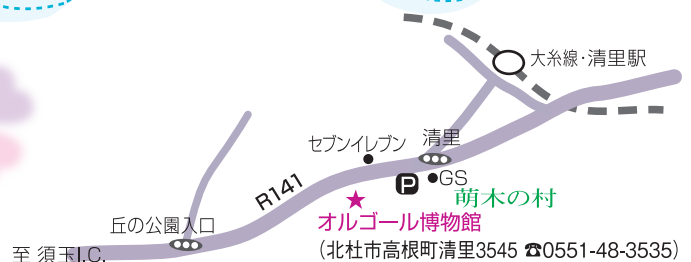 大糸線・清里駅
セブンイレブン
清里
P
GS
萌木の村
R141
オルゴール博物館
丘の公園入口
(北杜市高根町清里3545 ☎0551-48-3535)
至 須玉I.C.